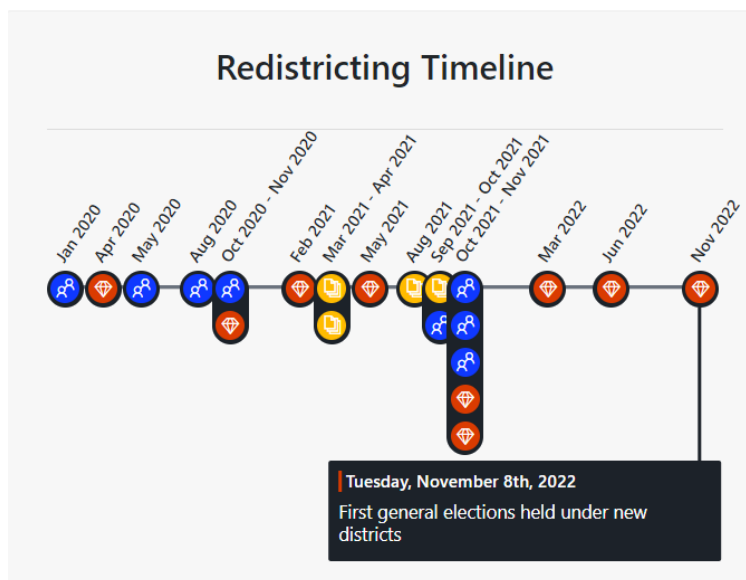 Redistricting Timeline
Jan 2020
Apr 2020
May 2020
Aug 2020
Oct 2020 - Nov 2020
Feb 2021
Mar 2021 - Apr 2021
May 2021
Aug 2021
Sep 2021 - Oct 2021
Oct 2021 - Nov 2021
Mar 2022
Jun 2022
Nov 2022
Tuesday, November 8th, 2022
First general elections held under new
districts